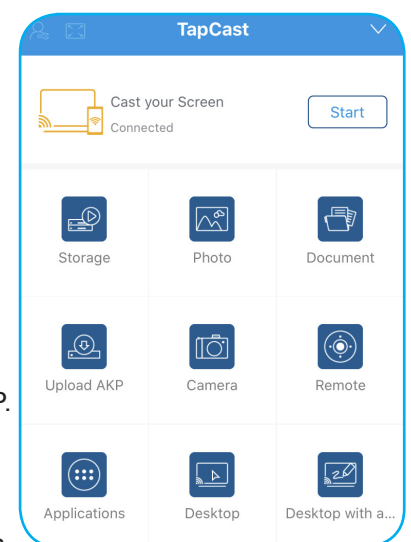 TapCast
Cast your Screen
Connected
Start
Storage Photo Document
Upload AKP Camera Remote
P.
Applications Desktop Desktop with a...